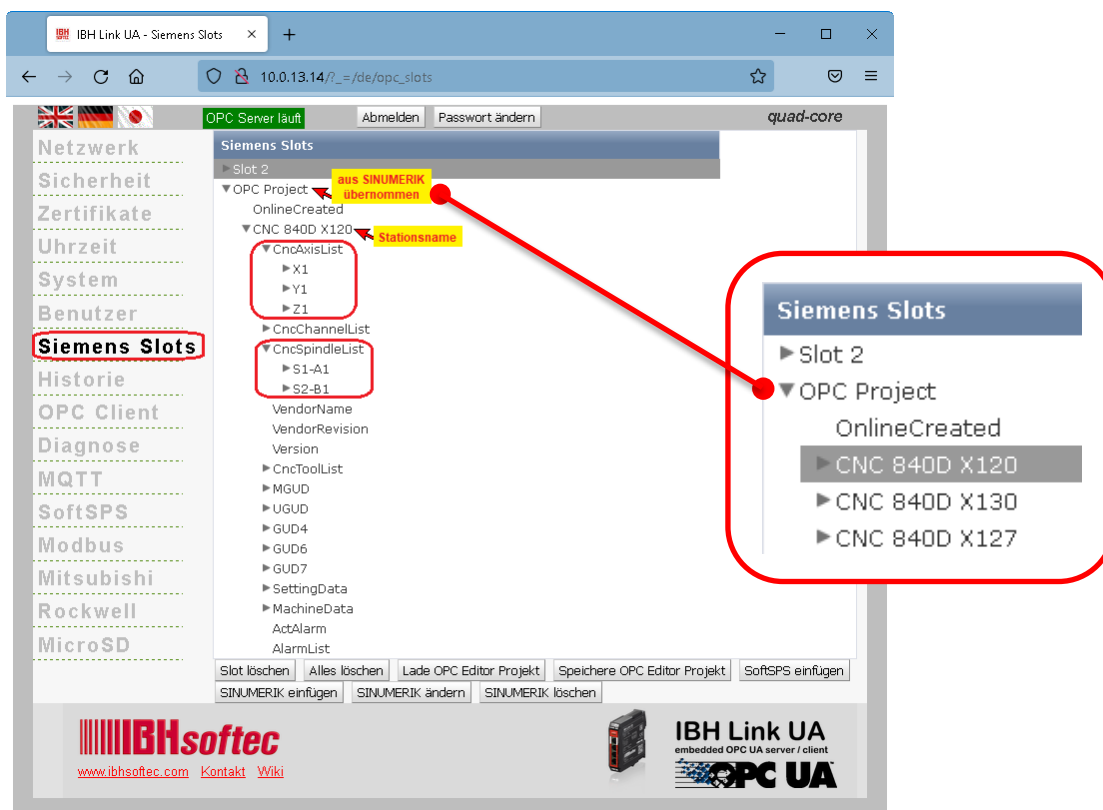 IBH Link UA - Siemens Slots
10.0.13.14/?_=/de/opc_slots
OPC Server läuft
Abmelden
Passwort ändern
quad-core
Netzwerk
Sicherheit
Zertifikate
Uhrzeit
System
Benutzer
Siemens Slots
Historie
OPC Client
Diagnose
MQTT
SoftSPS
Modbus
Mitsubishi
Rockwell
MicroSD
Siemens Slots
Slot 2
OPC Project
aus SINUMERIK
übernommen
OnlineCreated
CNC 840D X120
Stationsname
CncAxisList
X1
Y1
Z1
CncChannelList
CncSpindleList
S1-A1
S2-B1
VendorName
VendorRevision
Version
CncToolList
MGUD
UGUD
GUD4
GUD6
GUD7
SettingData
MachineData
ActAlarm
AlarmList
Slot löschen
Alles löschen
Lade OPC Editor Projekt
Speichere OPC Editor Projekt
SoftSPS einfügen
SINUMERIK einfügen
SINUMERIK ändern
SINUMERIK löschen
Siemens Slots
Slot 2
OPC Project
OnlineCreated
CNC 840D X120
CNC 840D X130
CNC 840D X127
IBHsoftec
www.ibhsoftec.com
Kontakt
Wiki
IBH Link UA
embedded OPC UA server / client
OPC UA